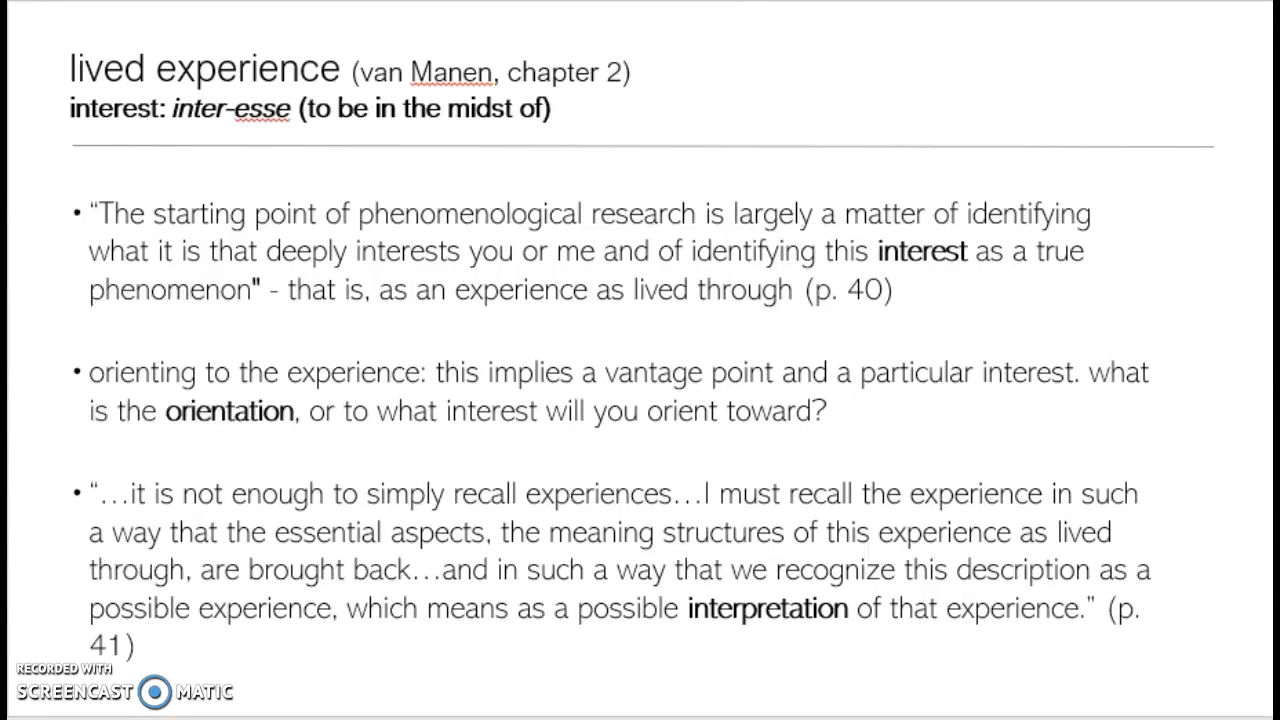 lived experience (van Manen, chapter 2)
interest: inter-esse (to be in the midst of)
• “The starting point of phenomenological research is largely a matter of identifying
what it is that deeply interests you or me and of identifying this interest as a true
phenomenon" - that is, as an experience as lived through (p. 40)
• orienting to the experience: this implies a vantage point and a particular interest. what
is the orientation, or to what interest will you orient toward?
• “…it is not enough to simply recall experiences…I must recall the experience in such
a way that the essential aspects, the meaning structures of this experience as lived
through, are brought back…and in such a way that we recognize this description as a
possible experience, which means as a possible interpretation of that experience.” (p.
41)
RECORDED WITH
SCREENCAST MATIC